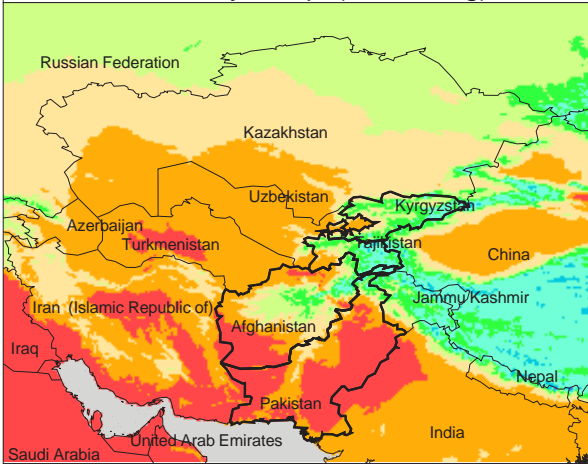 Russian Federation
Kazakhstan
Uzbekistan
Kyrgyzstan
Azerbaijan
Turkmenistan
Tajikistan
China
Iran (Islamic Republic of)
Jammu/Kashmir
Afghanistan
Iraq
Nepal
Pakistan
United Arab Emirates
India
Saudi Arabia